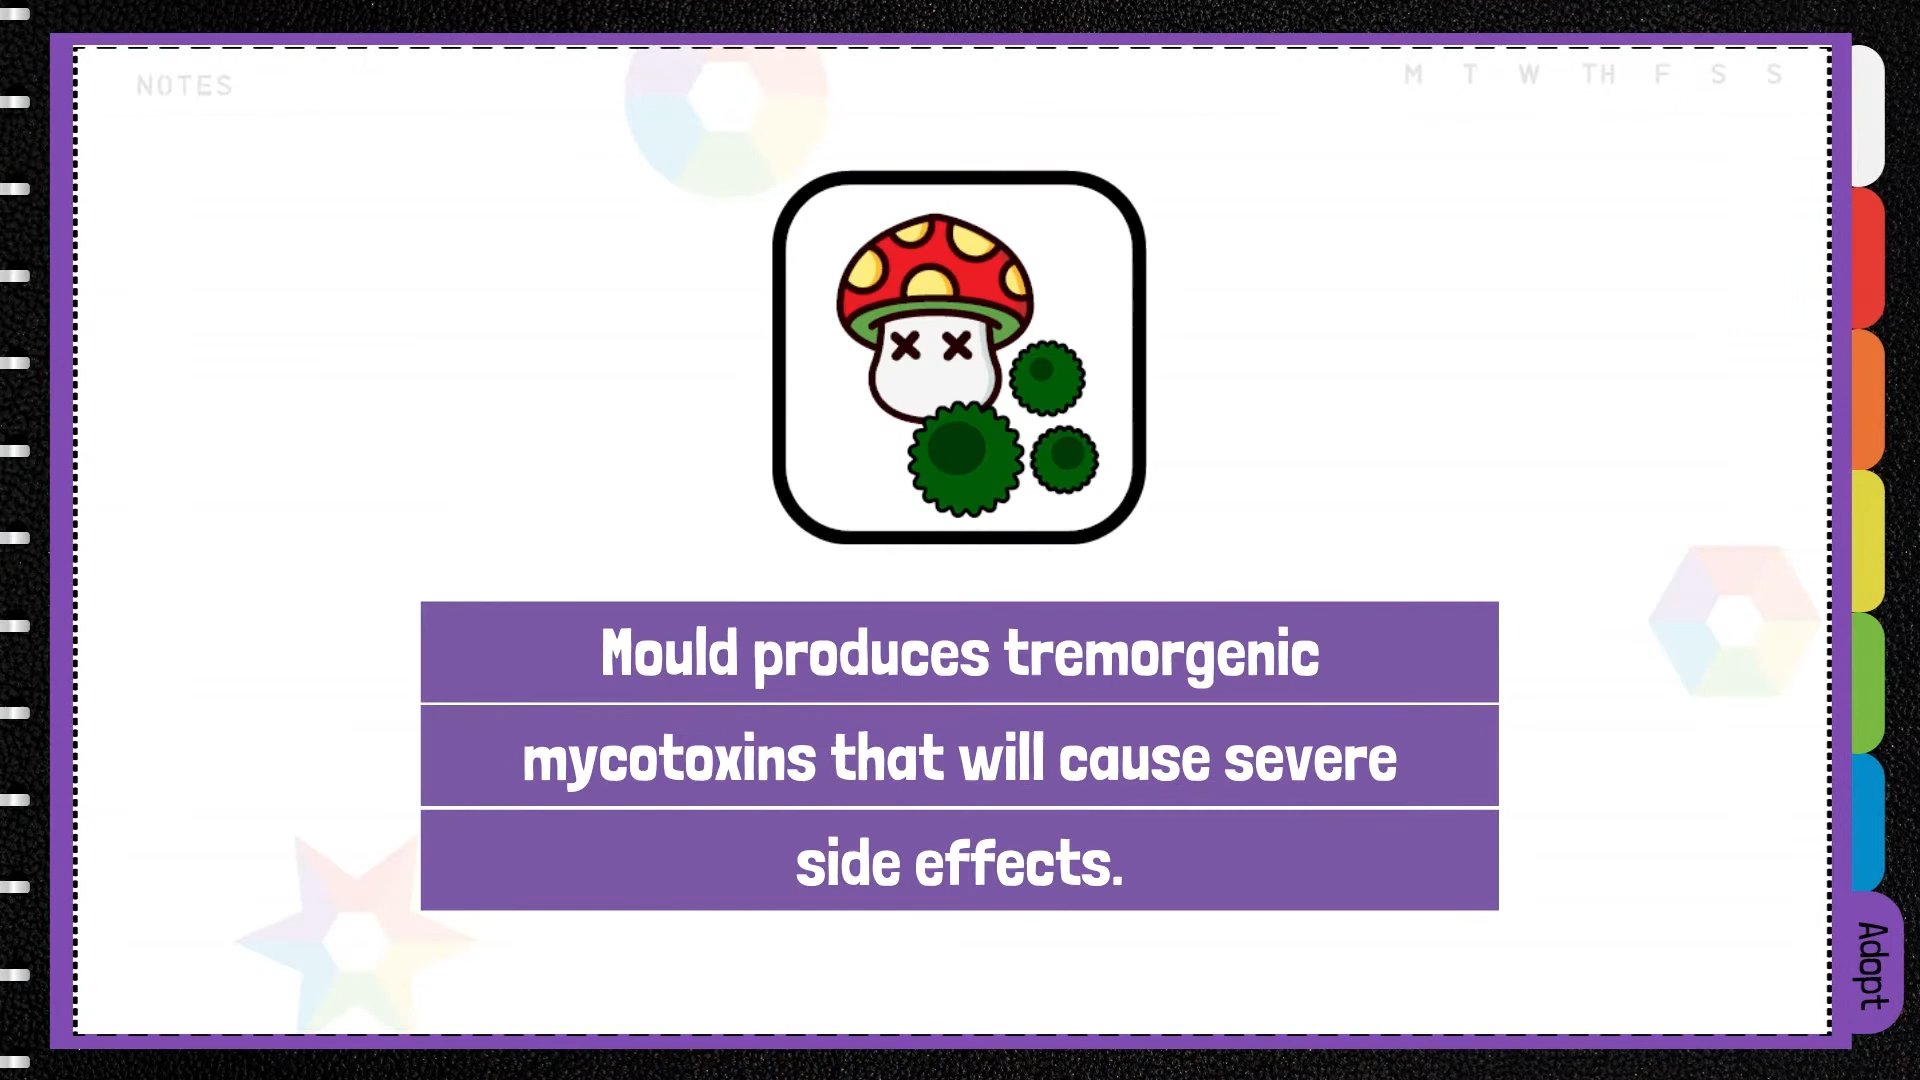 NOTES
M T W TH F S S
Mould produces tremorgenic
mycotoxins that will cause severe
side effects.
Adopt